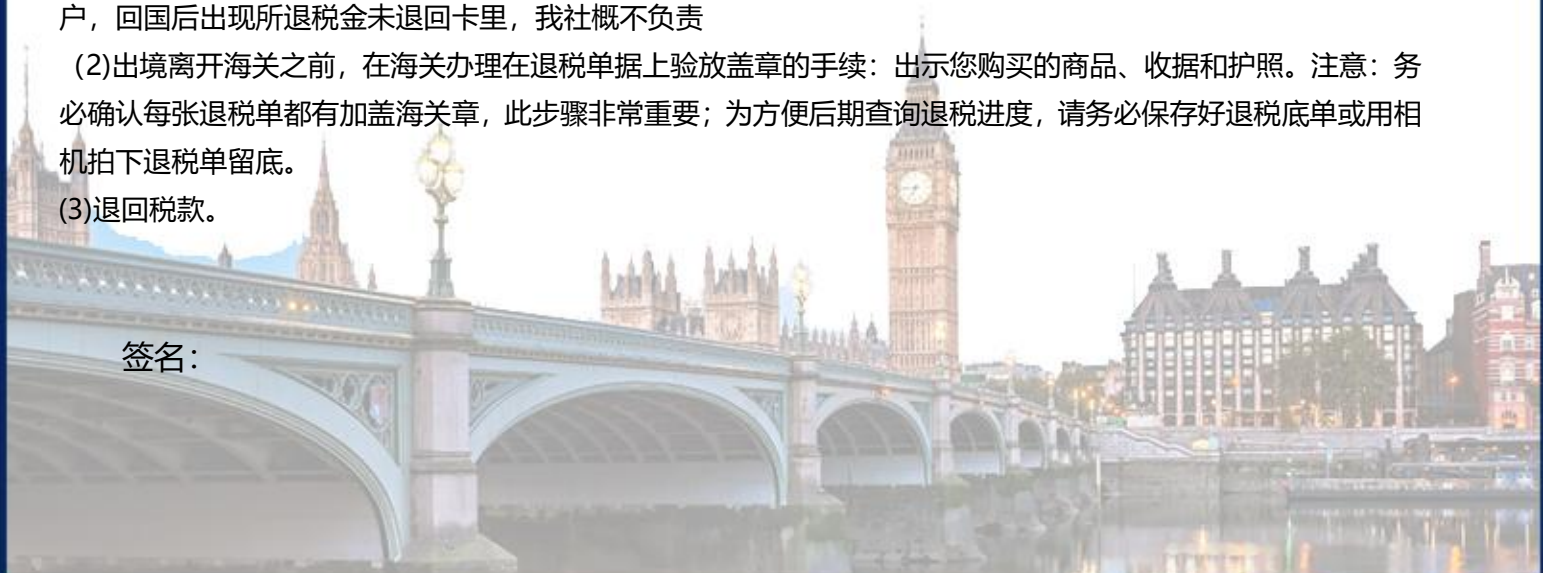 户，回国后出现所退税金未退回卡里，我社概不负责
（2)出境离开海关之前，在海关办理在退税单据上验放盖章的手续：出示您购买的商品、收据和护照。注意：务
必确认每张退税单都有加盖海关章，此步骤非常重要；为方便后期查询退税进度，请务必保存好退税底单或用相
机拍下退税单留底。
(3)退回税款。
签名：